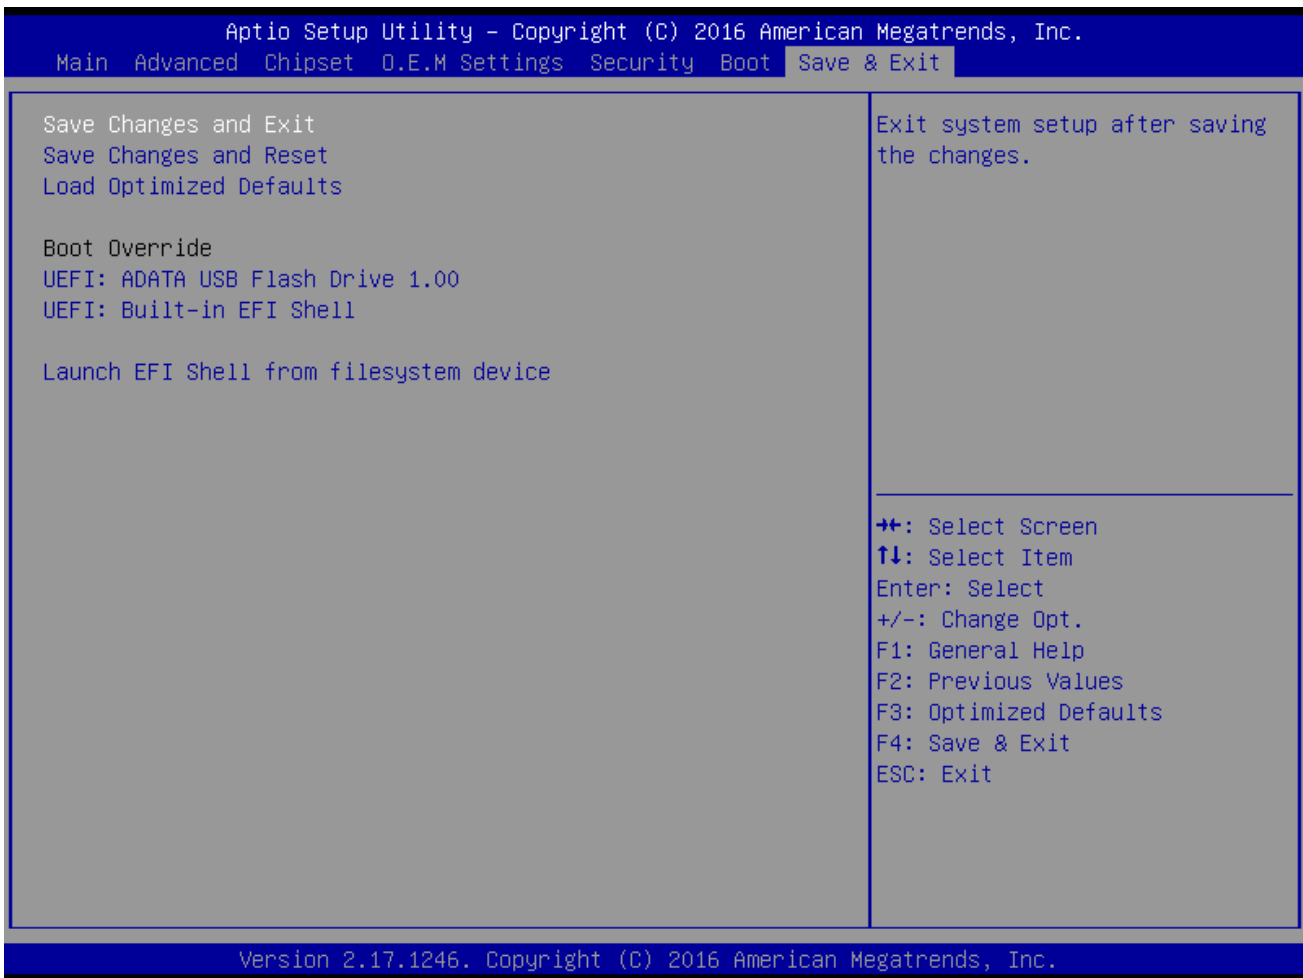 Aptio Setup Utility – Copyright (C) 2016 American Megatrends, Inc.
Main Advanced Chipset O.E.M Settings Security Boot Save & Exit
Save Changes and Exit
Save Changes and Reset
Load Optimized Defaults
Boot Override
UEFI: ADATA USB Flash Drive 1.00
UEFI: Built-in EFI Shell
Launch EFI Shell from filesystem device
Exit system setup after saving
the changes.
→←: Select Screen
↑↓: Select Item
Enter: Select
+/-: Change Opt.
F1: General Help
F2: Previous Values
F3: Optimized Defaults
F4: Save & Exit
ESC: Exit
Version 2.17.1246. Copyright (C) 2016 American Megatrends, Inc.